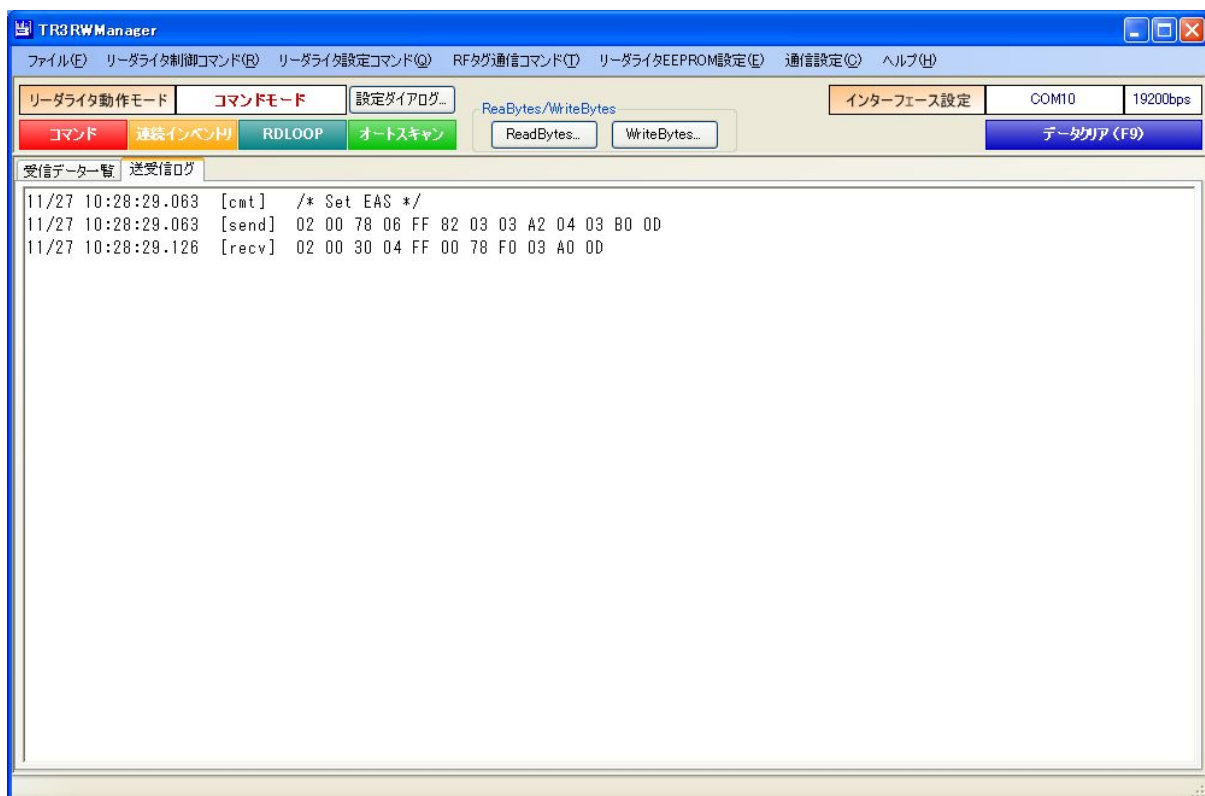 TR3RWManager
ファイル(F) リーダライタ制御コマンド(R) リーダライタ設定コマンド(Q) RFタグ通信コマンド(T) リーダライタEEPROM設定(E) 通信設定(C) ヘルプ(H)
リーダライタ動作モード コマンドモード 設定ダイアログ... ReaBytes/WriteBytes インターフェース設定 COM10 19200bps
コマンド 連続インベントリ RDLOOP オートスキャン ReadBytes... WriteBytes... データクリア(F9)
受信データ一覧 送受信ログ
11/27 10:28:29.063 [cmt] /* Set EAS */
11/27 10:28:29.063 [send] 02 00 78 06 FF 82 03 03 A2 04 03 B0 0D
11/27 10:28:29.126 [recv] 02 00 30 04 FF 00 78 F0 03 A0 0D